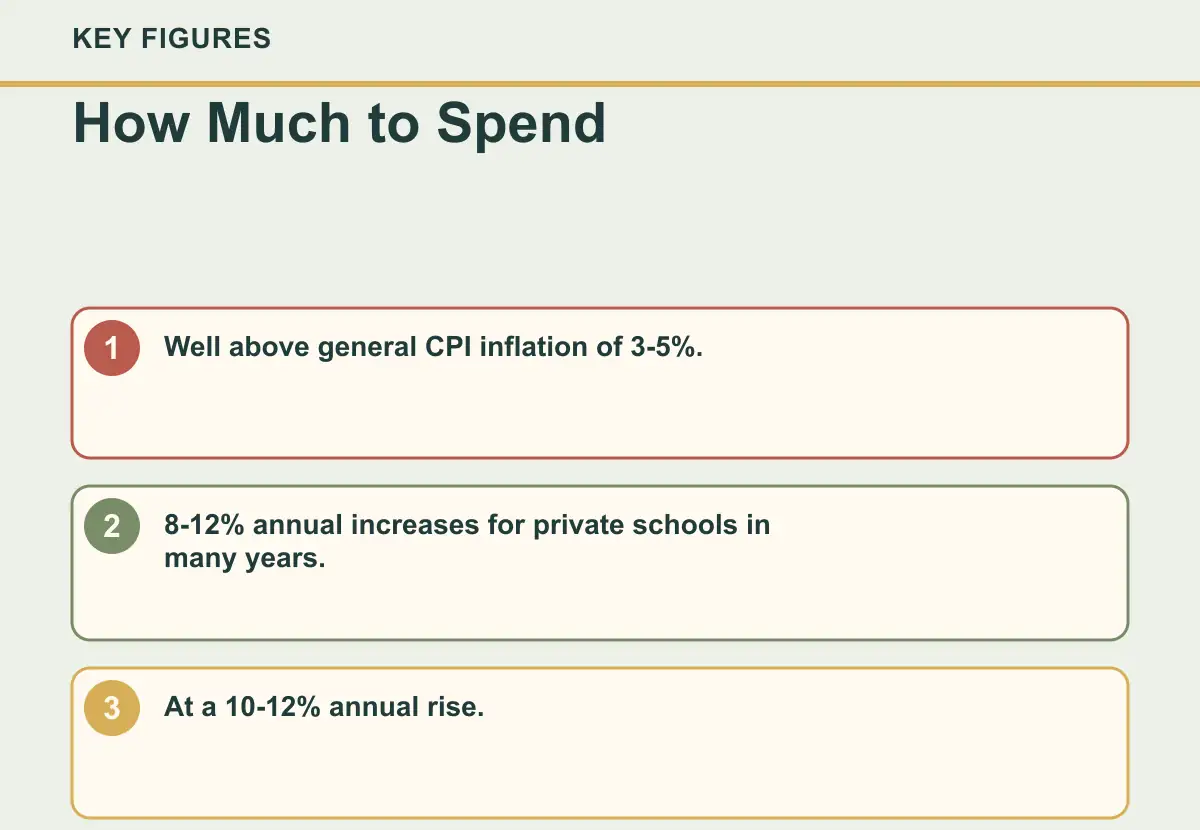 KEY FIGURES
How Much to Spend
1 Well above general CPI inflation of 3-5%.
2 8-12% annual increases for private schools in
many years.
3 At a 10-12% annual rise.